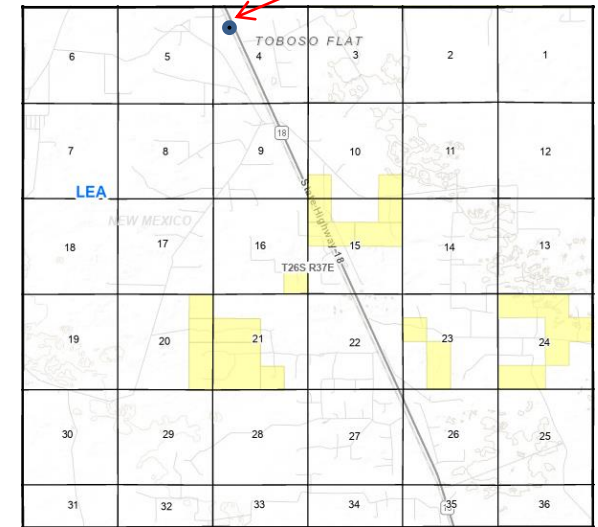 TOBOSO FLAT
6 5 4 3 2 1
18
7 8 9 10 11 12
LEA
State Highway 18
NEW MEXICO
18 17 16 15 14 13
T26S R37E
19 20 21 22 23 24
30 29 28 27 26 25
31 32 33 34 35 36